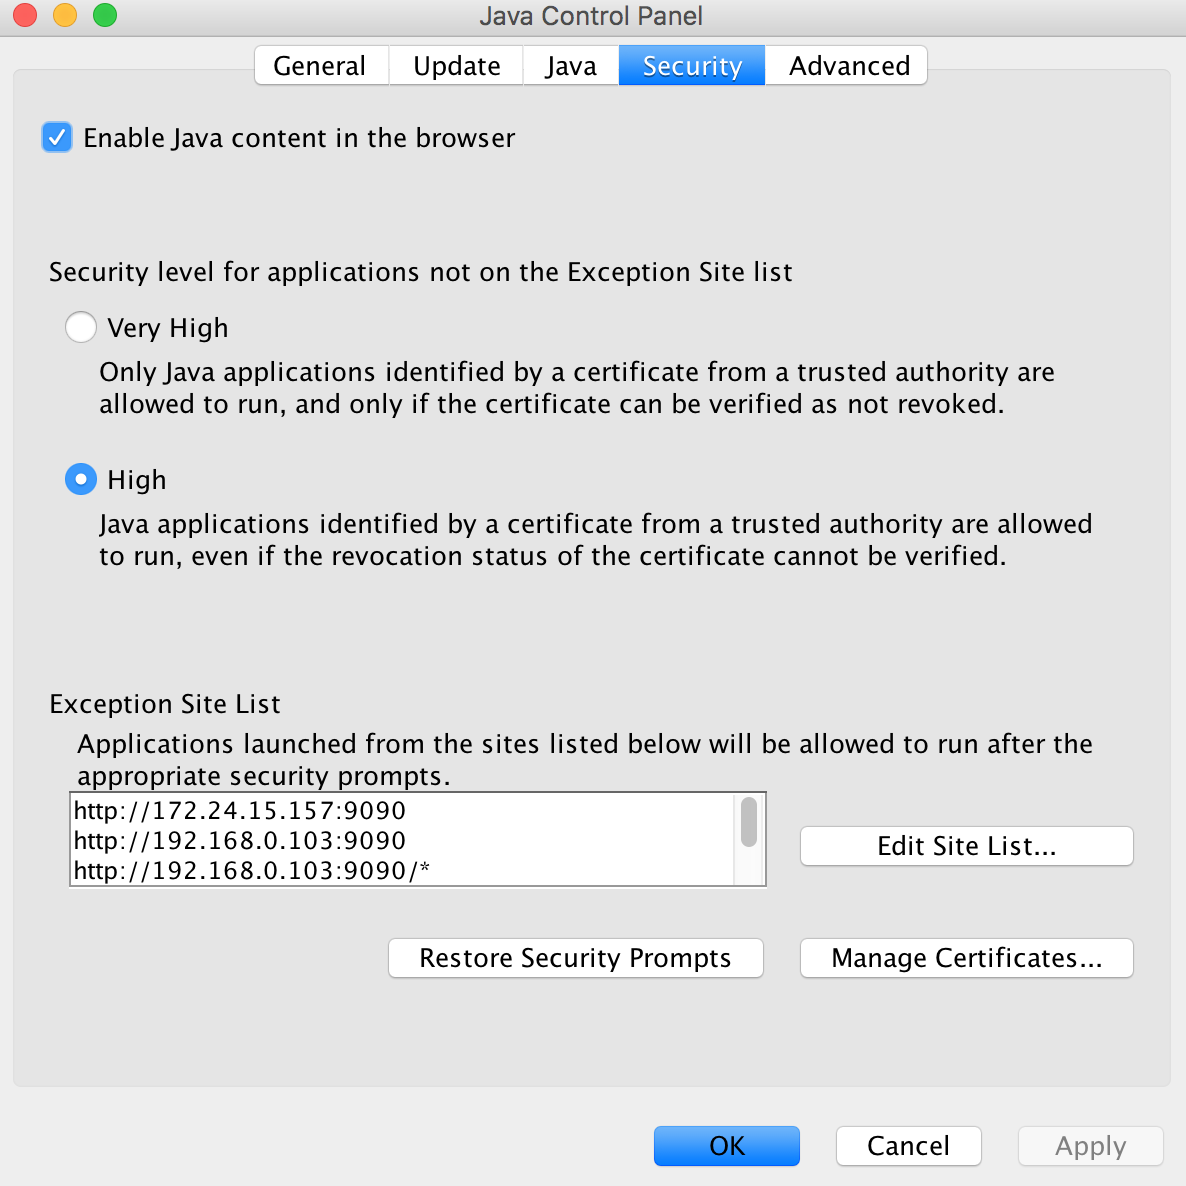 Java Control Panel
General Update Java Security Advanced
Enable Java content in the browser
Security level for applications not on the Exception Site list
Very High
Only Java applications identified by a certificate from a trusted authority are
allowed to run, and only if the certificate can be verified as not revoked.
High
Java applications identified by a certificate from a trusted authority are allowed
to run, even if the revocation status of the certificate cannot be verified.
Exception Site List
Applications launched from the sites listed below will be allowed to run after the
appropriate security prompts.
http://172.24.15.157:9090
http://192.168.0.103:9090
http://192.168.0.103:9090/*
Edit Site List...
Restore Security Prompts Manage Certificates...
OK Cancel Apply